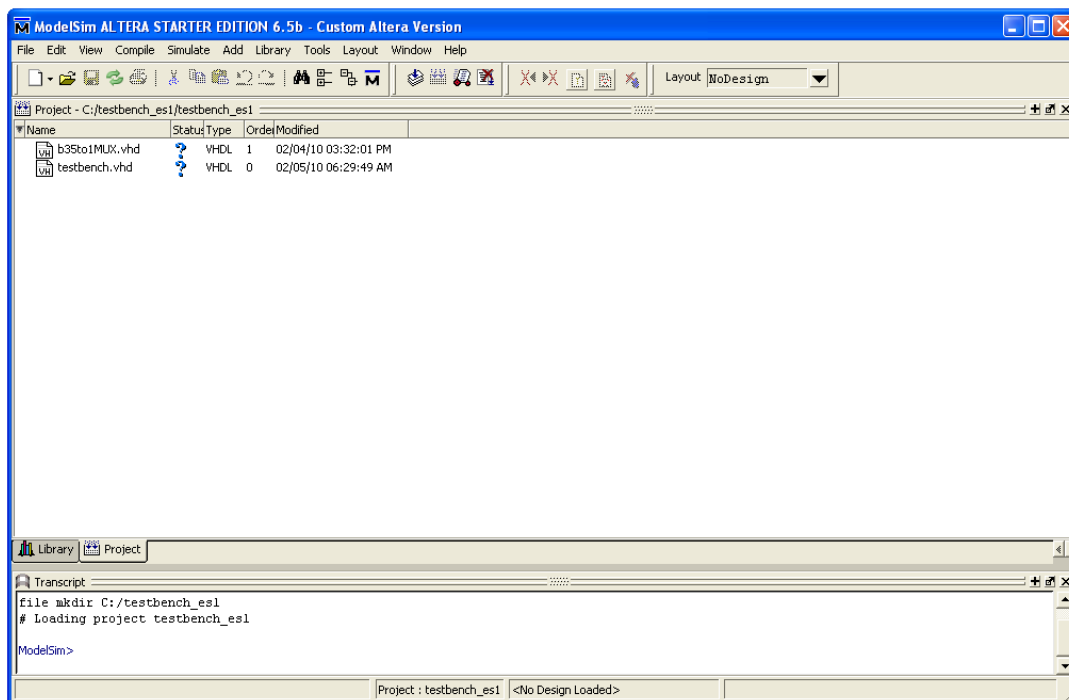 ModelSim ALTERA STARTER EDITION 6.5b - Custom Altera Version
File Edit View Compile Simulate Add Library Tools Layout Window Help
Layout NoDesign
Project - C:/testbench_es1/testbench_es1
Name Status Type Order Modified
b35to1MUX.vhd ? VHDL 1 02/04/10 03:32:01 PM
testbench.vhd ? VHDL 0 02/05/10 06:29:49 AM
Library Project
Transcript
file mkdir C:/testbench_es1
# Loading project testbench_es1
ModelSim>
Project : testbench_es1 <No Design Loaded>